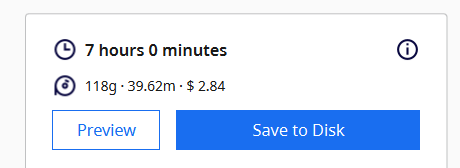 7 hours 0 minutes
118g · 39.62m · $ 2.84
Preview
Save to Disk